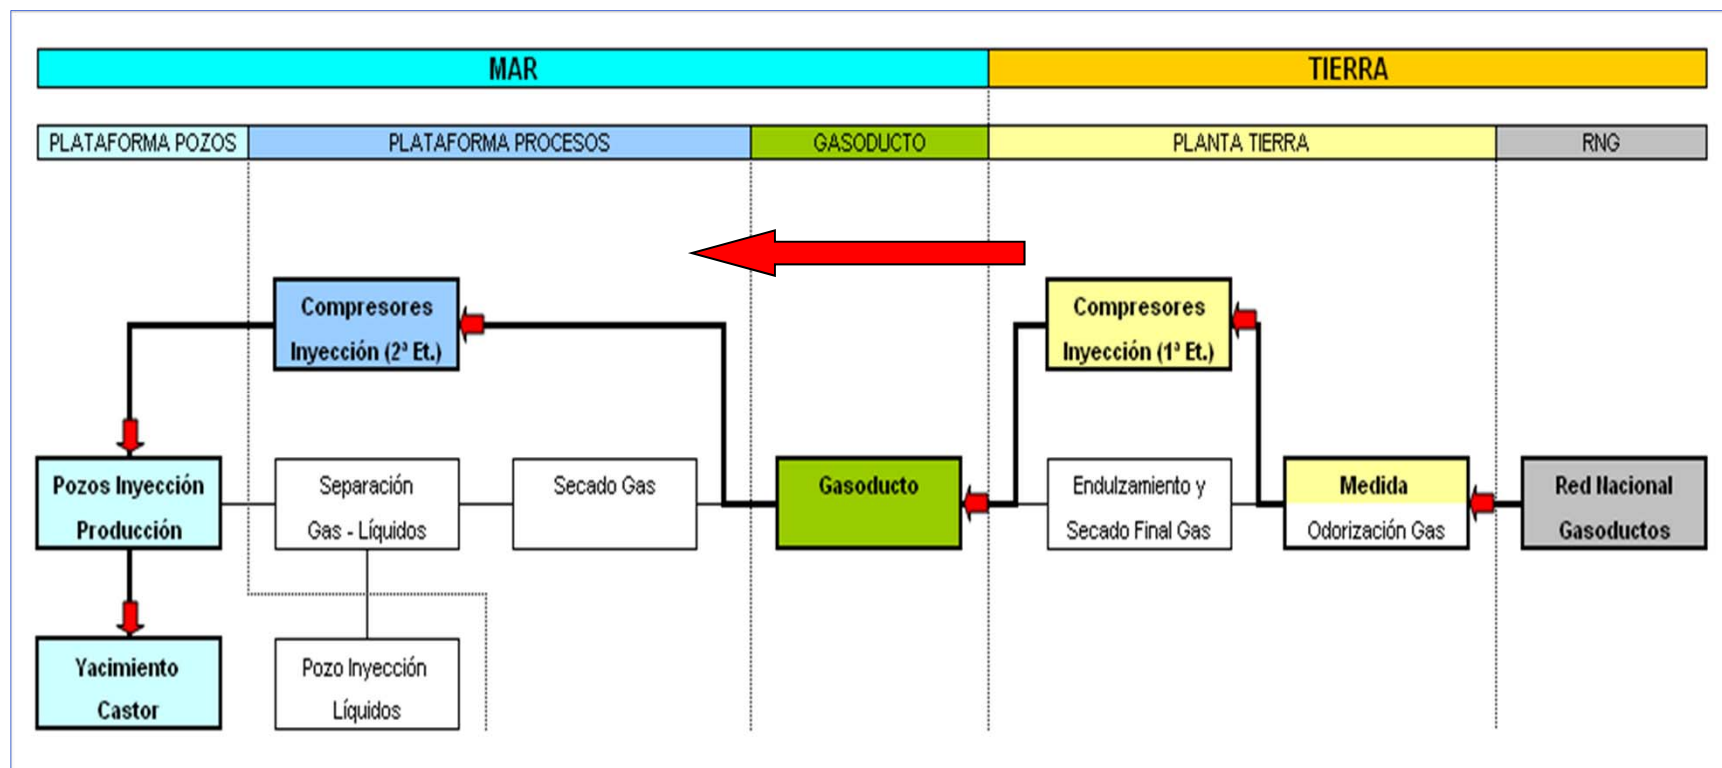 MAR
TIERRA
PLATAFORMA POZOS
PLATAFORMA PROCESOS
GASODUCTO
PLANTA TIERRA
RNG
Compresores
Inyección (2ª Et.)
Compresores
Inyección (1ª Et.)
Pozos Inyección
Producción
Separación
Gas - Líquidos
Secado Gas
Gasoducto
Endulzamiento y
Secado Final Gas
Medida
Odorización Gas
Red Nacional
Gasoductos
Yacimiento
Castor
Pozo Inyección
Líquidos